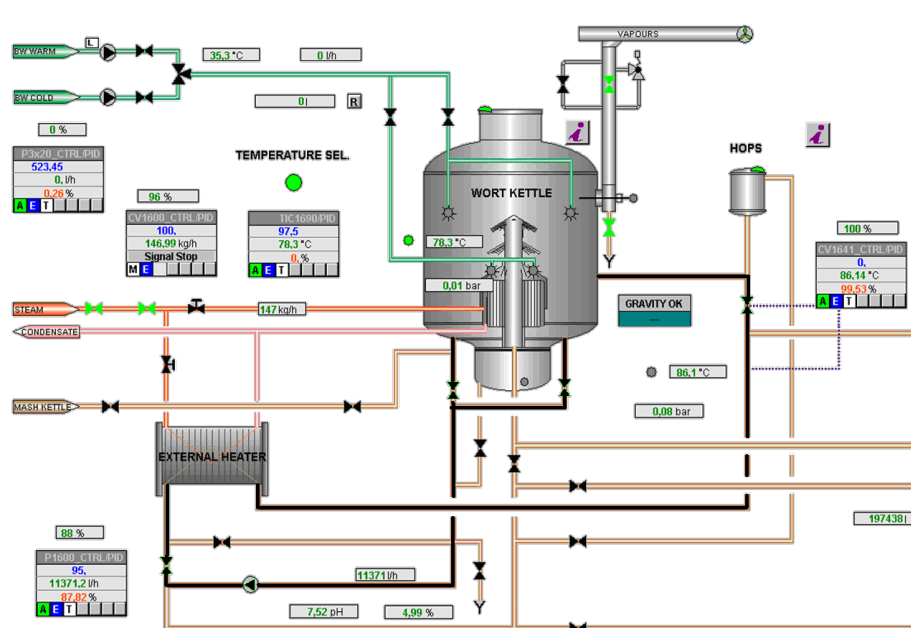 VAPOURS
L
BW WARM
35,3 °C
0 l/h
BW COLD
0 l
R
0 %
i
i
P3x20_CTRL/PID
523,45
0, l/h
0,26 %
A E T
TEMPERATURE SEL.
HOPS
WORT KETTLE
96 %
CV1600_CTRL/PID
100,
146,99 kg/h
Signal Stop
M E
TIC1690/PID
97,5
78,3 °C
0, %
A E T
78,3 °C
0,01 bar
100 %
CV1641_CTRL/PID
0,
86,14 °C
99,53 %
A E T
STEAM
147 kg/h
GRAVITY OK
---
CONDENSATE
86,1 °C
MASH KETTLE
0,08 bar
EXTERNAL HEATER
197438 l
88 %
P1600_CTRL/PID
95,
11371,2 l/h
87,82 %
A E T
11371 l/h
7,52 pH
4,99 %